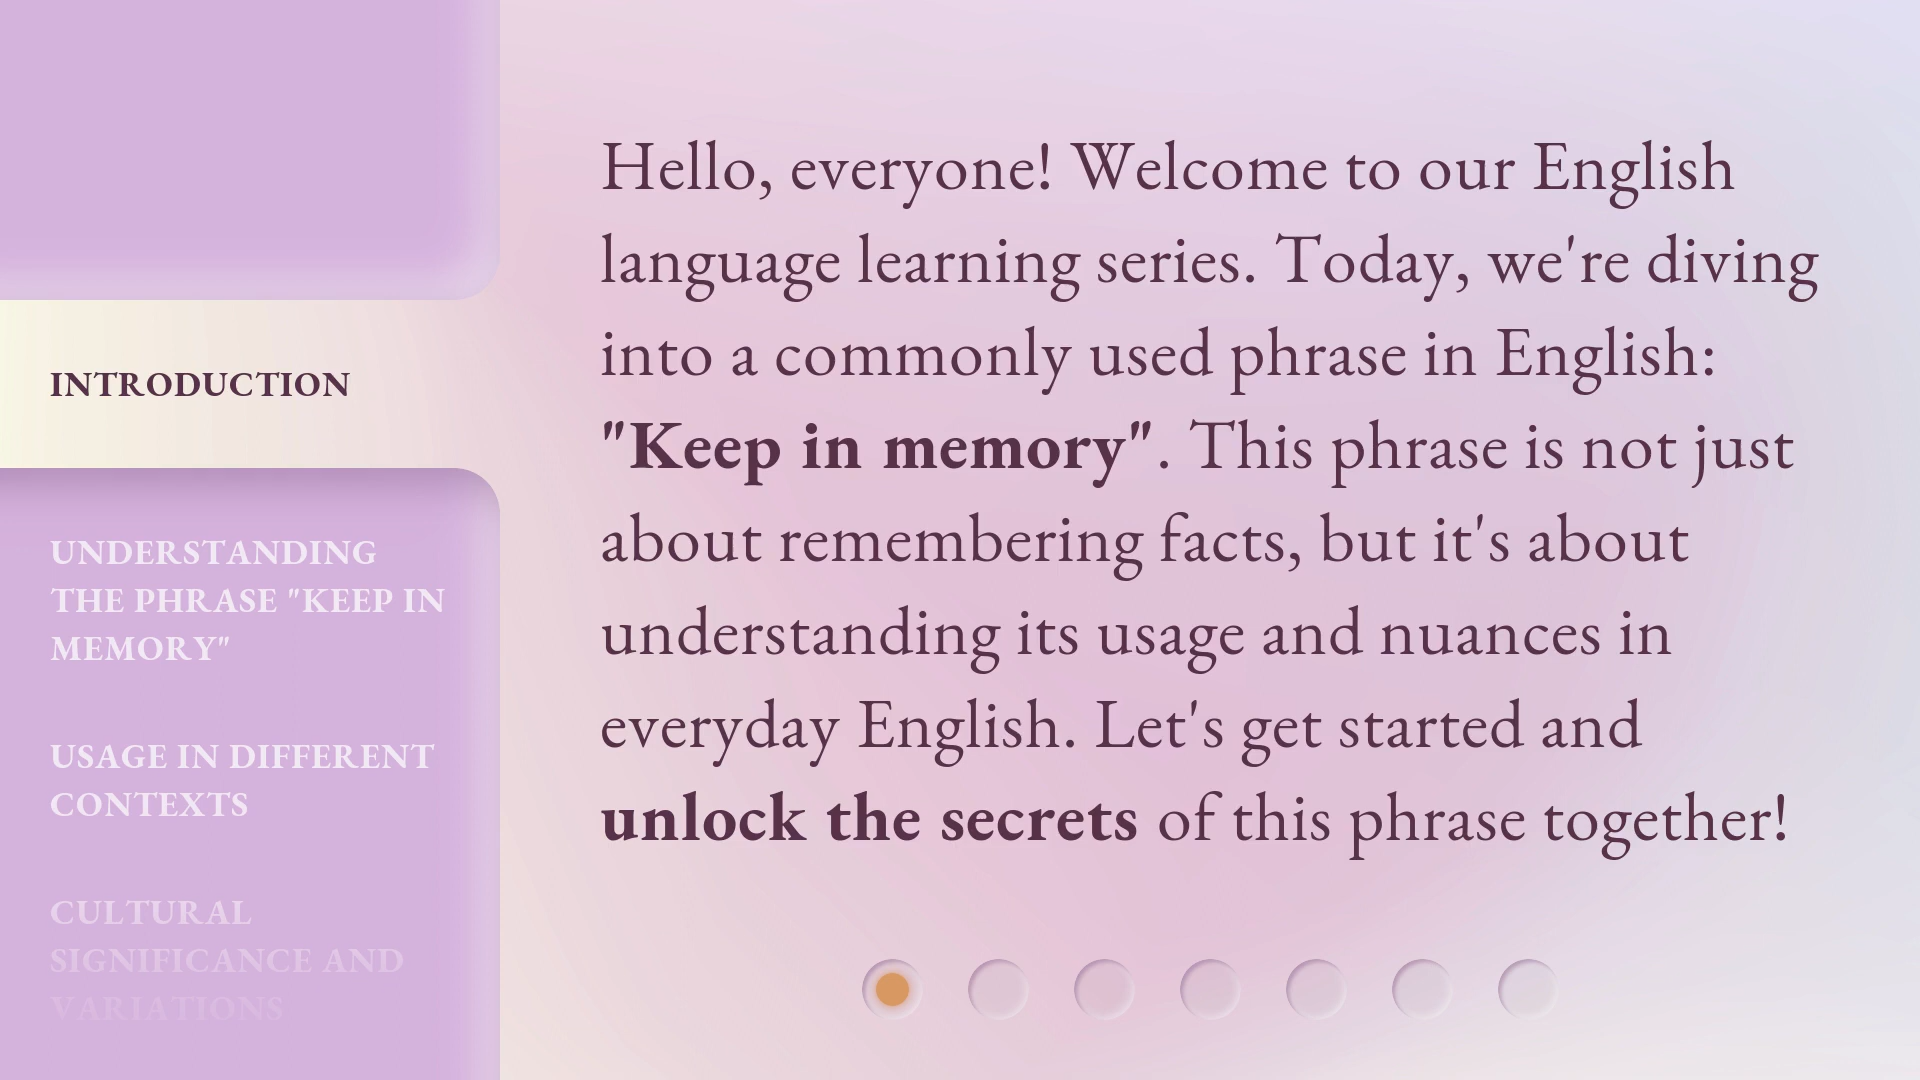 INTRODUCTION
UNDERSTANDING
THE PHRASE "KEEP IN
MEMORY"
USAGE IN DIFFERENT
CONTEXTS
CULTURAL
SIGNIFICANCE AND
VARIATIONS
Hello, everyone! Welcome to our English
language learning series. Today, we're diving
into a commonly used phrase in English:
"Keep in memory". This phrase is not just
about remembering facts, but it's about
understanding its usage and nuances in
everyday English. Let's get started and
unlock the secrets of this phrase together!